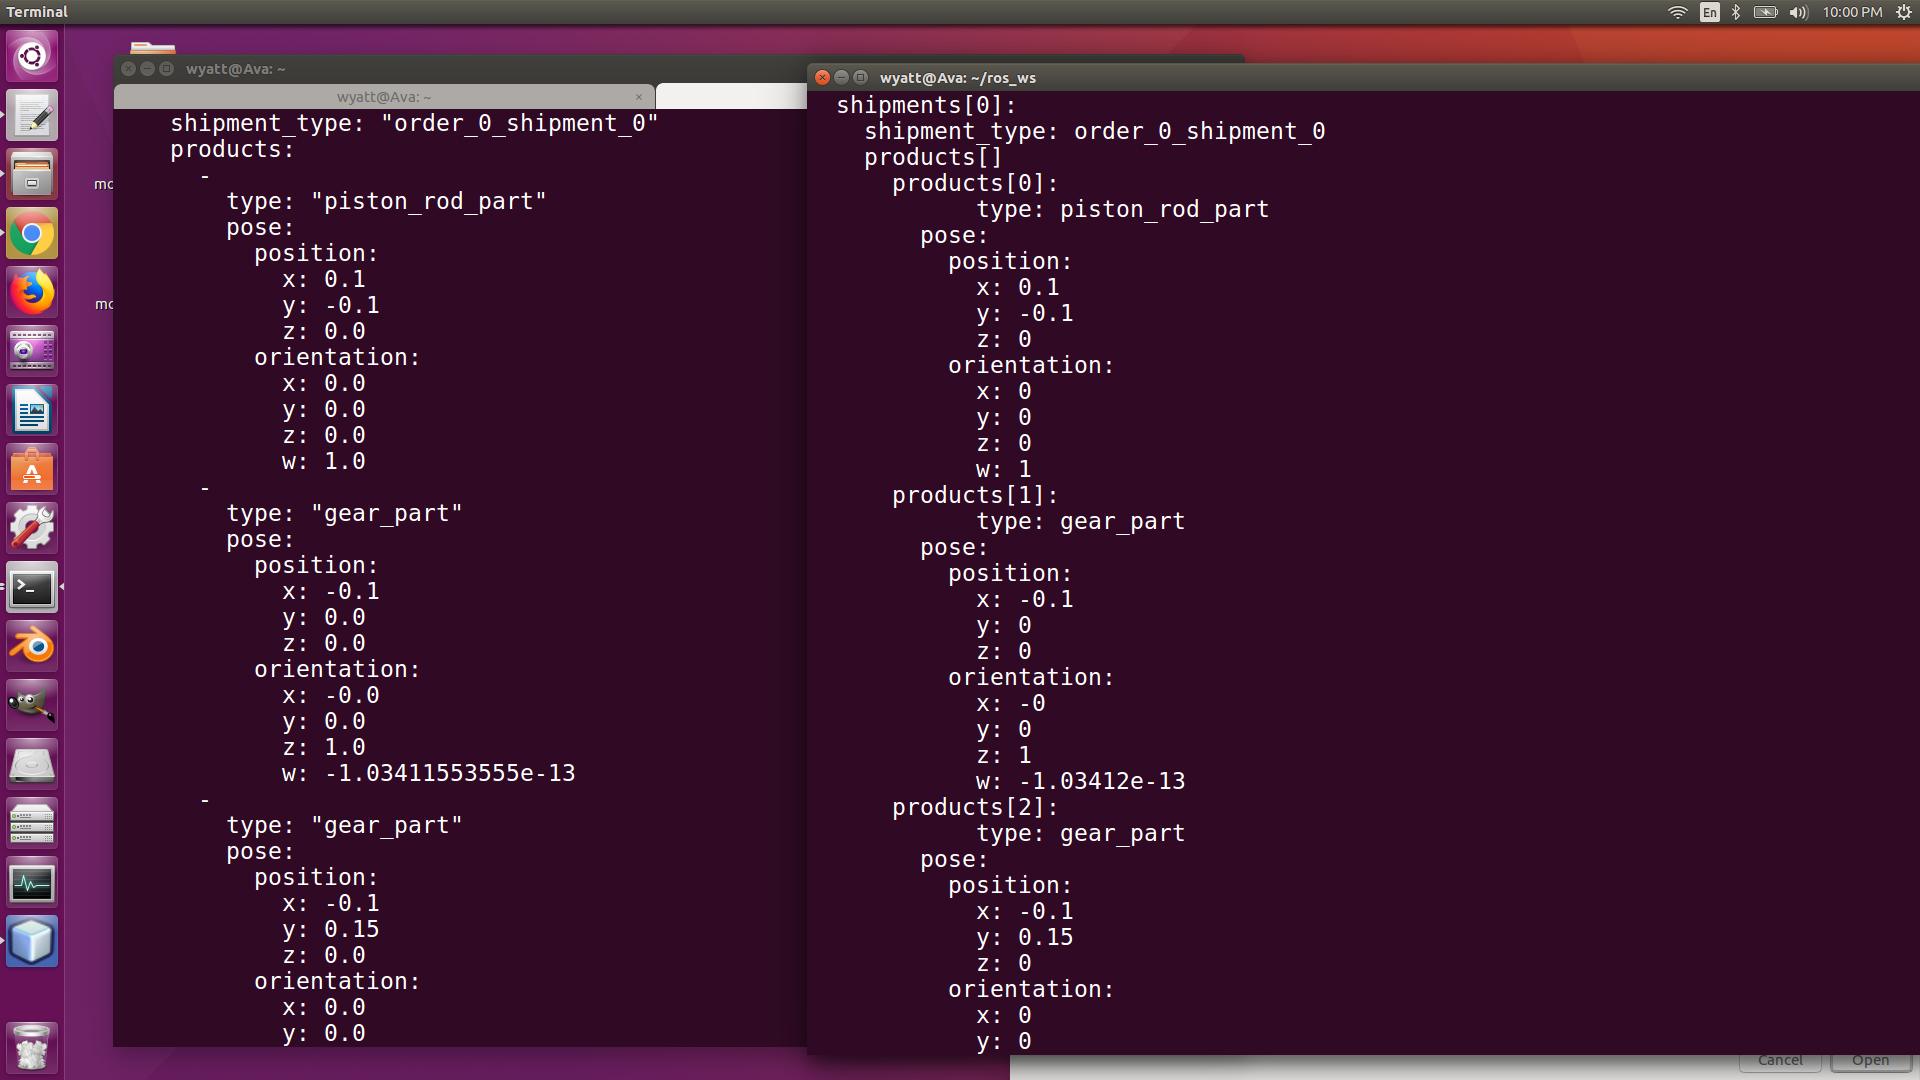 Terminal
En
10:00 PM
mo
mo
wyatt@Ava: ~
wyatt@Ava: ~
×
shipment_type: "order_0_shipment_0"
products:
-
type: "piston_rod_part"
pose:
position:
x: 0.1
y: -0.1
z: 0.0
orientation:
x: 0.0
y: 0.0
z: 0.0
w: 1.0
-
type: "gear_part"
pose:
position:
x: -0.1
y: 0.0
z: 0.0
orientation:
x: -0.0
y: 0.0
z: 1.0
w: -1.03411553555e-13
-
type: "gear_part"
pose:
position:
x: -0.1
y: 0.15
z: 0.0
orientation:
x: 0.0
y: 0.0
wyatt@Ava: ~/ros_ws
shipments[0]:
shipment_type: order_0_shipment_0
products[]
products[0]:
type: piston_rod_part
pose:
position:
x: 0.1
y: -0.1
z: 0
orientation:
x: 0
y: 0
z: 0
w: 1
products[1]:
type: gear_part
pose:
position:
x: -0.1
y: 0
z: 0
orientation:
x: -0
y: 0
z: 1
w: -1.03412e-13
products[2]:
type: gear_part
pose:
position:
x: -0.1
y: 0.15
z: 0
orientation:
x: 0
y: 0
Cancel
Open